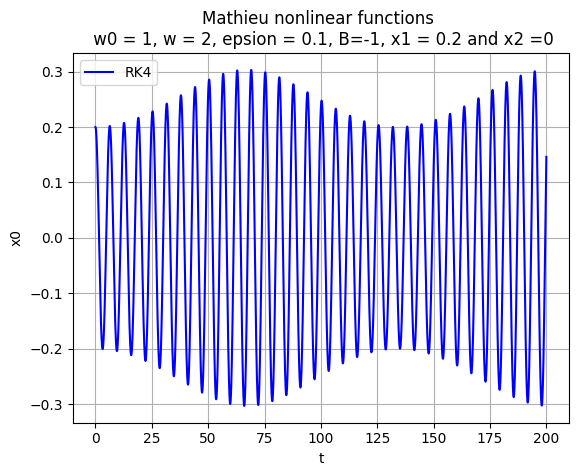 Mathieu nonlinear functions
w0 = 1, w = 2, epsion = 0.1, B=-1, x1 = 0.2 and x2 =0
RK4
0.3
0.2
0.1
0.0
−0.1
−0.2
−0.3
x0
0 25 50 75 100 125 150 175 200
t